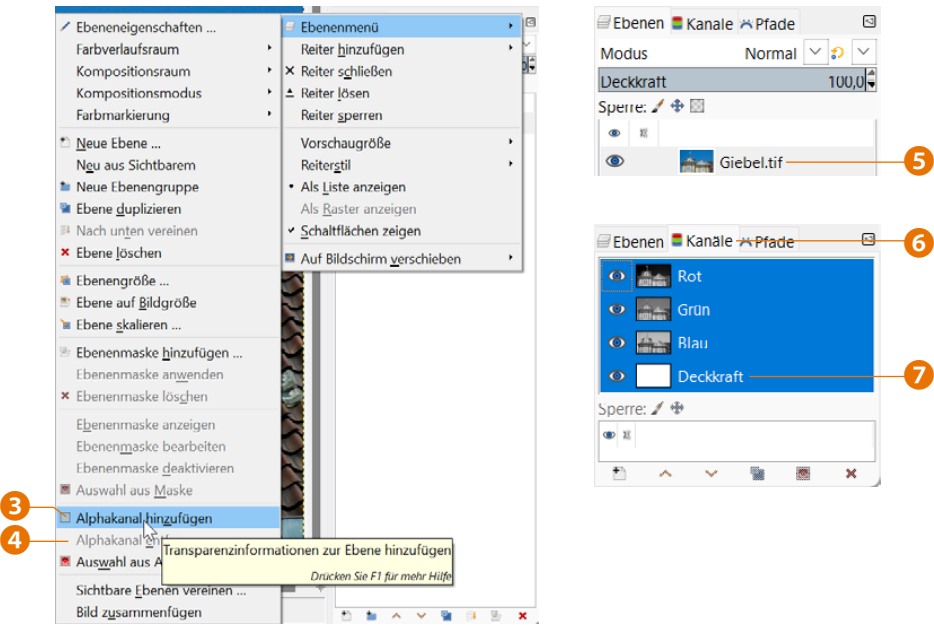 Ebeneneigenschaften ...
Farbverlaufsraum
Kompositionsraum
Kompositionsmodus
Farbmarkierung
Neue Ebene ...
Neu aus Sichtbarem
Neue Ebenengruppe
Ebene duplizieren
Nach unten vereinen
Ebene löschen
Ebenengröße ...
Ebene auf Bildgröße
Ebene skalieren ...
Ebenenmaske hinzufügen ...
Ebenenmaske anwenden
Ebenenmaske löschen
Ebenenmaske anzeigen
Ebenenmaske bearbeiten
Ebenenmaske deaktivieren
Auswahl aus Maske
3 Alphakanal hinzufügen
4 Alphakanal
Auswahl aus
Transparenzinformationen zur Ebene hinzufügen
Drücken Sie F1 für mehr Hilfe
Sichtbare Ebenen vereinen ...
Bild zusammenfügen
Ebenenmenü
Reiter hinzufügen
Reiter schließen
Reiter lösen
Reiter sperren
Vorschaugröße
Reiterstil
Als Liste anzeigen
Als Raster anzeigen
Schaltflächen zeigen
Auf Bildschirm verschieben
Ebenen Kanäle Pfade
Modus Normal
Deckkraft 100,0
Sperre:
Giebel.tif 5
Ebenen Kanäle Pfade 6
Rot
Grün
Blau
Deckkraft 7
Sperre: